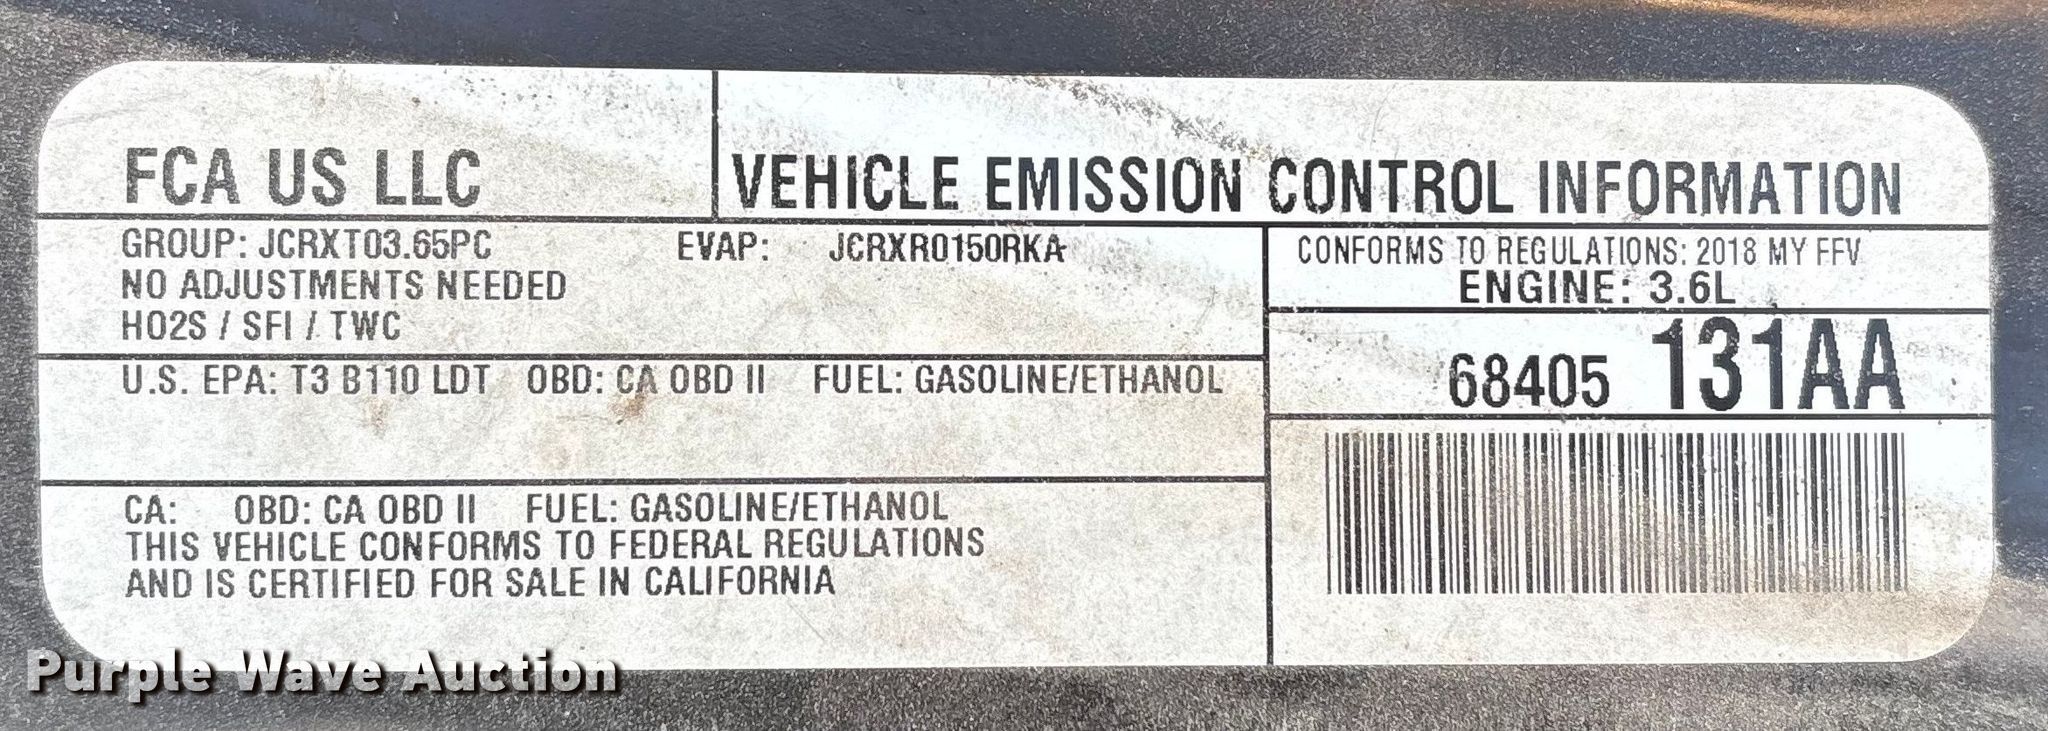 FCA US LLC
VEHICLE EMISSION CONTROL INFORMATION
GROUP: JCRXT03.65PC EVAP: JCRXR0150RKA
NO ADJUSTMENTS NEEDED
HO2S / SFI / TWC
CONFORMS TO REGULATIONS: 2018 MY FFV
ENGINE: 3.6L
68405 131AA
U.S. EPA: T3 B110 LDT OBD: CA OBD II FUEL: GASOLINE/ETHANOL
CA: OBD: CA OBD II FUEL: GASOLINE/ETHANOL
THIS VEHICLE CONFORMS TO FEDERAL REGULATIONS
AND IS CERTIFIED FOR SALE IN CALIFORNIA
Purple Wave Auction